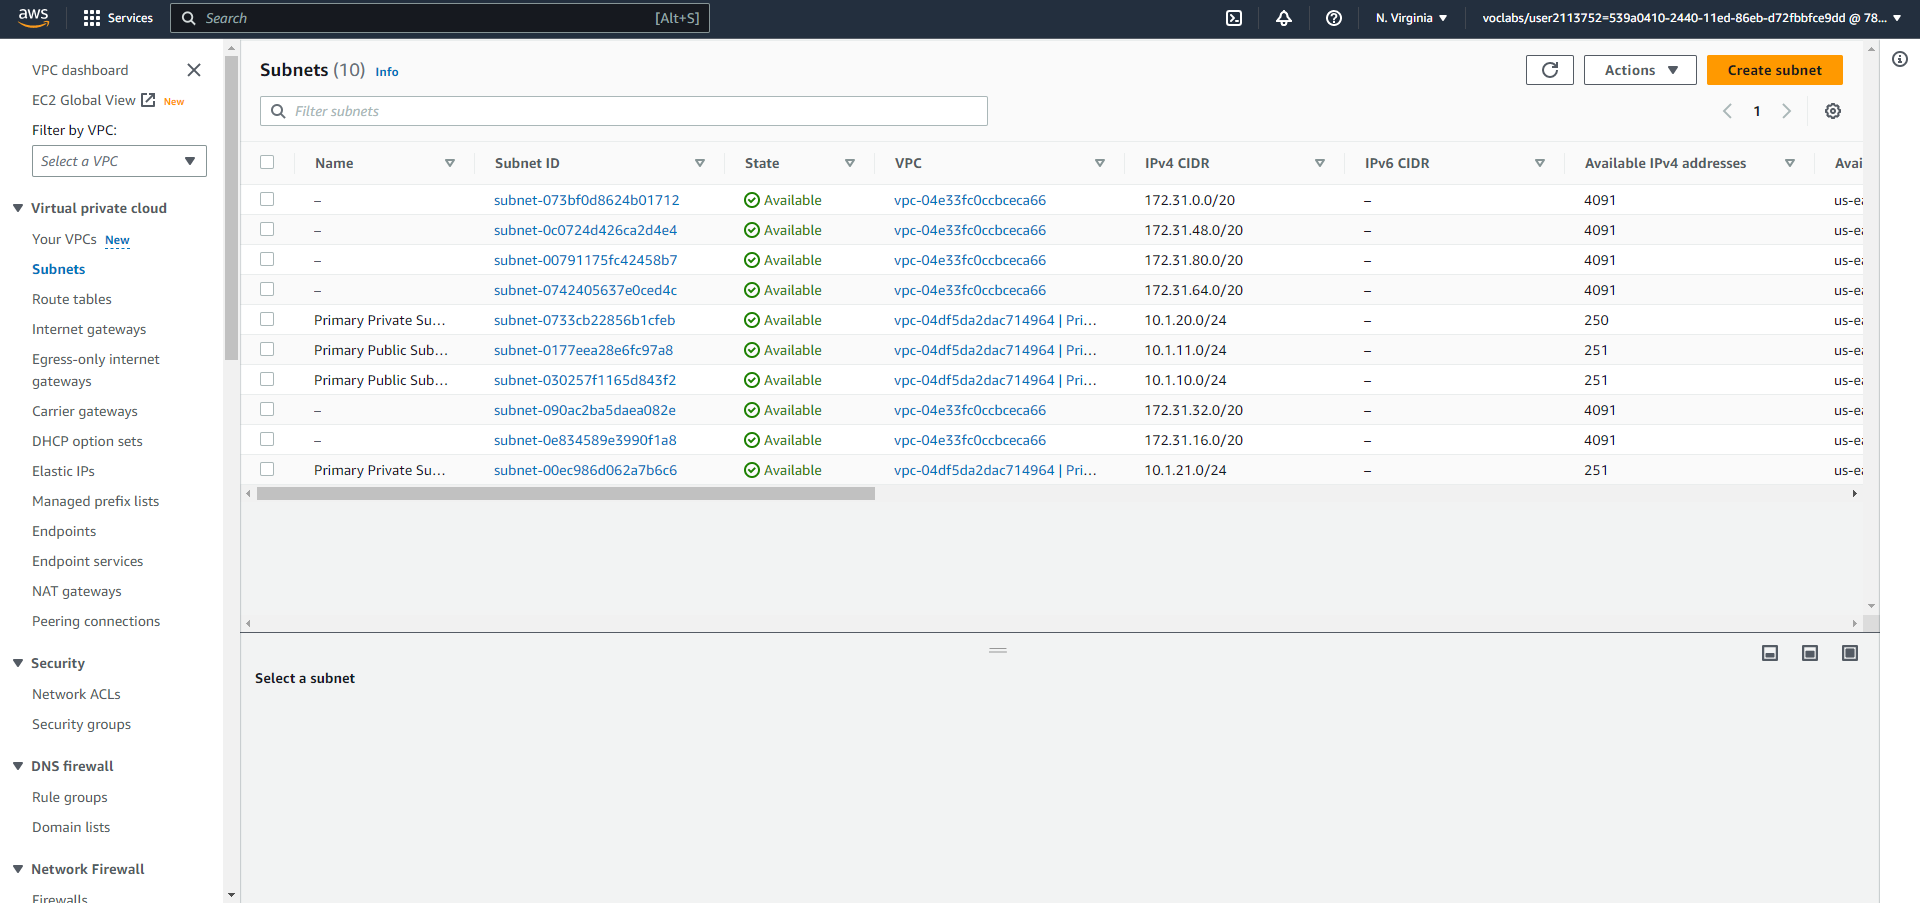 aws Services Search [Alt+S] N. Virginia voclabs/user2113752=539a0410-2440-11ed-86eb-d72fbbfce9dd @ 78...
VPC dashboard
EC2 Global View New
Filter by VPC:
Select a VPC
Virtual private cloud
Your VPCs New
Subnets
Route tables
Internet gateways
Egress-only internet
gateways
Carrier gateways
DHCP option sets
Elastic IPs
Managed prefix lists
Endpoints
Endpoint services
NAT gateways
Peering connections
Security
Network ACLs
Security groups
DNS firewall
Rule groups
Domain lists
Network Firewall
Firewalls
Subnets (10) Info
Actions Create subnet
Filter subnets
1
Name Subnet ID State VPC IPv4 CIDR IPv6 CIDR Available IPv4 addresses Avai
– subnet-073bf0d8624b01712 Available vpc-04e33fc0ccbceca66 172.31.0.0/20 – 4091 us-ea
– subnet-0c0724d426ca2d4e4 Available vpc-04e33fc0ccbceca66 172.31.48.0/20 – 4091 us-ea
– subnet-00791175fc42458b7 Available vpc-04e33fc0ccbceca66 172.31.80.0/20 – 4091 us-ea
– subnet-0742405637e0ced4c Available vpc-04e33fc0ccbceca66 172.31.64.0/20 – 4091 us-ea
Primary Private Su... subnet-0733cb22856b1cfeb Available vpc-04df5da2dac714964 | Pri... 10.1.20.0/24 – 250 us-ea
Primary Public Sub... subnet-0177eea28e6fc97a8 Available vpc-04df5da2dac714964 | Pri... 10.1.11.0/24 – 251 us-ea
Primary Public Sub... subnet-030257f1165d843f2 Available vpc-04df5da2dac714964 | Pri... 10.1.10.0/24 – 251 us-ea
– subnet-090ac2ba5daea082e Available vpc-04e33fc0ccbceca66 172.31.32.0/20 – 4091 us-ea
– subnet-0e834589e3990f1a8 Available vpc-04e33fc0ccbceca66 172.31.16.0/20 – 4091 us-ea
Primary Private Su... subnet-00ec986d062a7b6c6 Available vpc-04df5da2dac714964 | Pri... 10.1.21.0/24 – 251 us-ea
Select a subnet